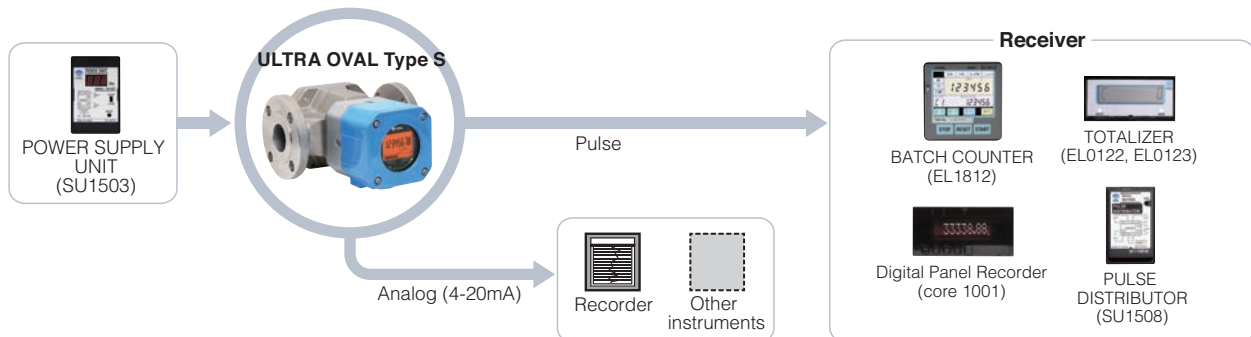 POWER SUPPLY
UNIT
(SU1503)
ULTRA OVAL Type S
Pulse
Analog (4-20mA)
Recorder
Other
instruments
Receiver
123456
123456
STOP RESET START
BATCH COUNTER
(EL1812)
TOTALIZER
(EL0122, EL0123)
33338.88
Digital Panel Recorder
(core 1001)
DISTRIBUTOR
PULSE
DISTRIBUTOR
(SU1508)